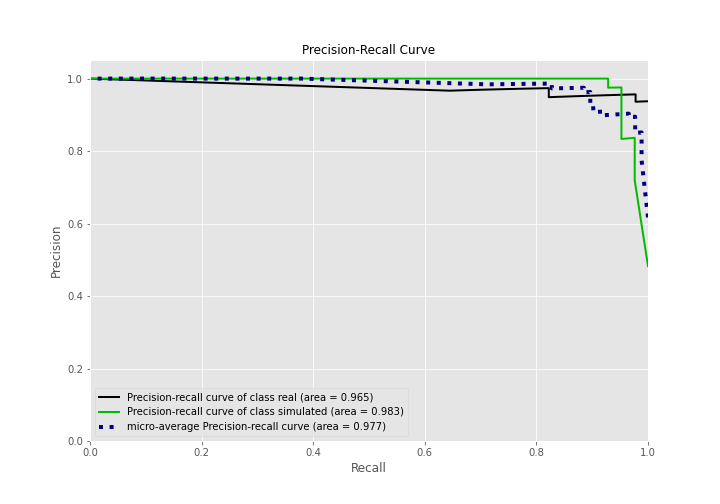 Precision-Recall Curve
1.0
0.8
0.6
0.4
0.2
0.0
Precision
Precision-recall curve of class real (area = 0.965)
Precision-recall curve of class simulated (area = 0.983)
micro-average Precision-recall curve (area = 0.977)
0.0 0.2 0.4 0.6 0.8 1.0
Recall